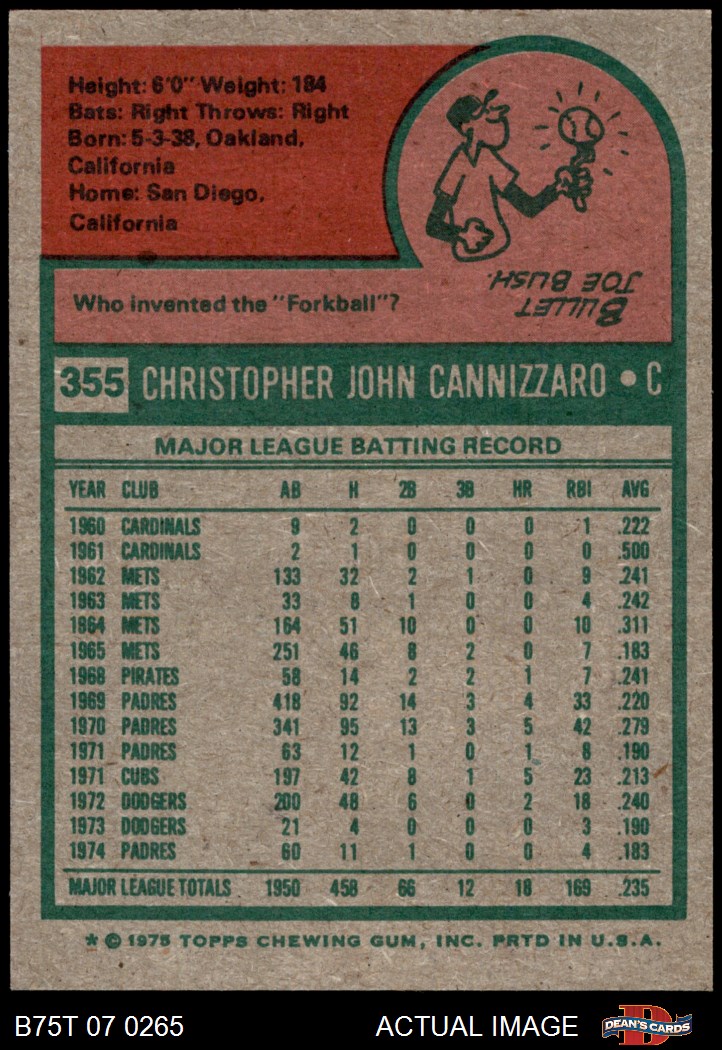 Height: 6'0" Weight: 184
Bats: Right Throws: Right
Born: 5-3-38, Oakland,
California
Home: San Diego,
California
BULLET
JOE BUSH.
Who invented the "Forkball"?
355 CHRISTOPHER JOHN CANNIZZARO • C
MAJOR LEAGUE BATTING RECORD
YEAR CLUB AB H 2B 3B HR RBI AVG
1960 CARDINALS 9 2 0 0 0 1 .222
1961 CARDINALS 2 1 0 0 0 0 .500
1962 METS 133 32 2 1 0 9 .241
1963 METS 33 8 1 0 0 4 .242
1964 METS 164 51 10 0 0 10 .311
1965 METS 251 46 8 2 0 7 .183
1968 PIRATES 58 14 2 2 1 7 .241
1969 PADRES 418 92 14 3 4 33 .220
1970 PADRES 341 95 13 3 5 42 .279
1971 PADRES 63 12 1 0 1 8 .190
1971 CUBS 197 42 8 1 5 23 .213
1972 DODGERS 200 48 6 0 2 18 .240
1973 DODGERS 21 4 0 0 0 3 .190
1974 PADRES 60 11 1 0 0 4 .183
MAJOR LEAGUE TOTALS 1950 458 66 12 18 169 .235
* © 1975 TOPPS CHEWING GUM, INC. PRTD IN U.S.A.
B75T 07 0265 ACTUAL IMAGE DEAN'S CARDS